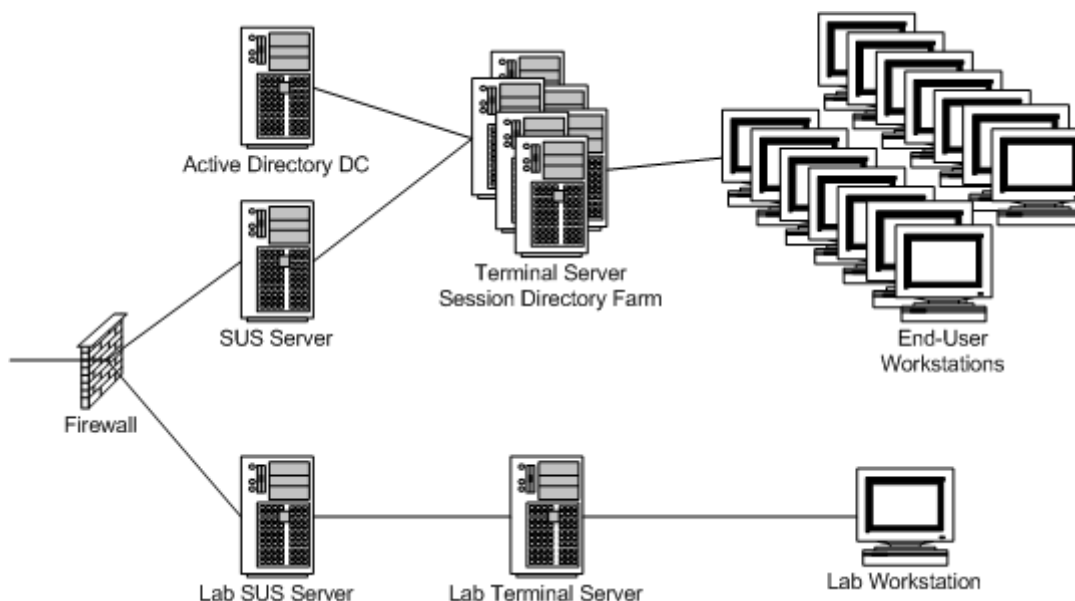 Active Directory DC
SUS Server
Terminal Server
Session Directory Farm
End-User
Workstations
Firewall
Lab SUS Server
Lab Terminal Server
Lab Workstation